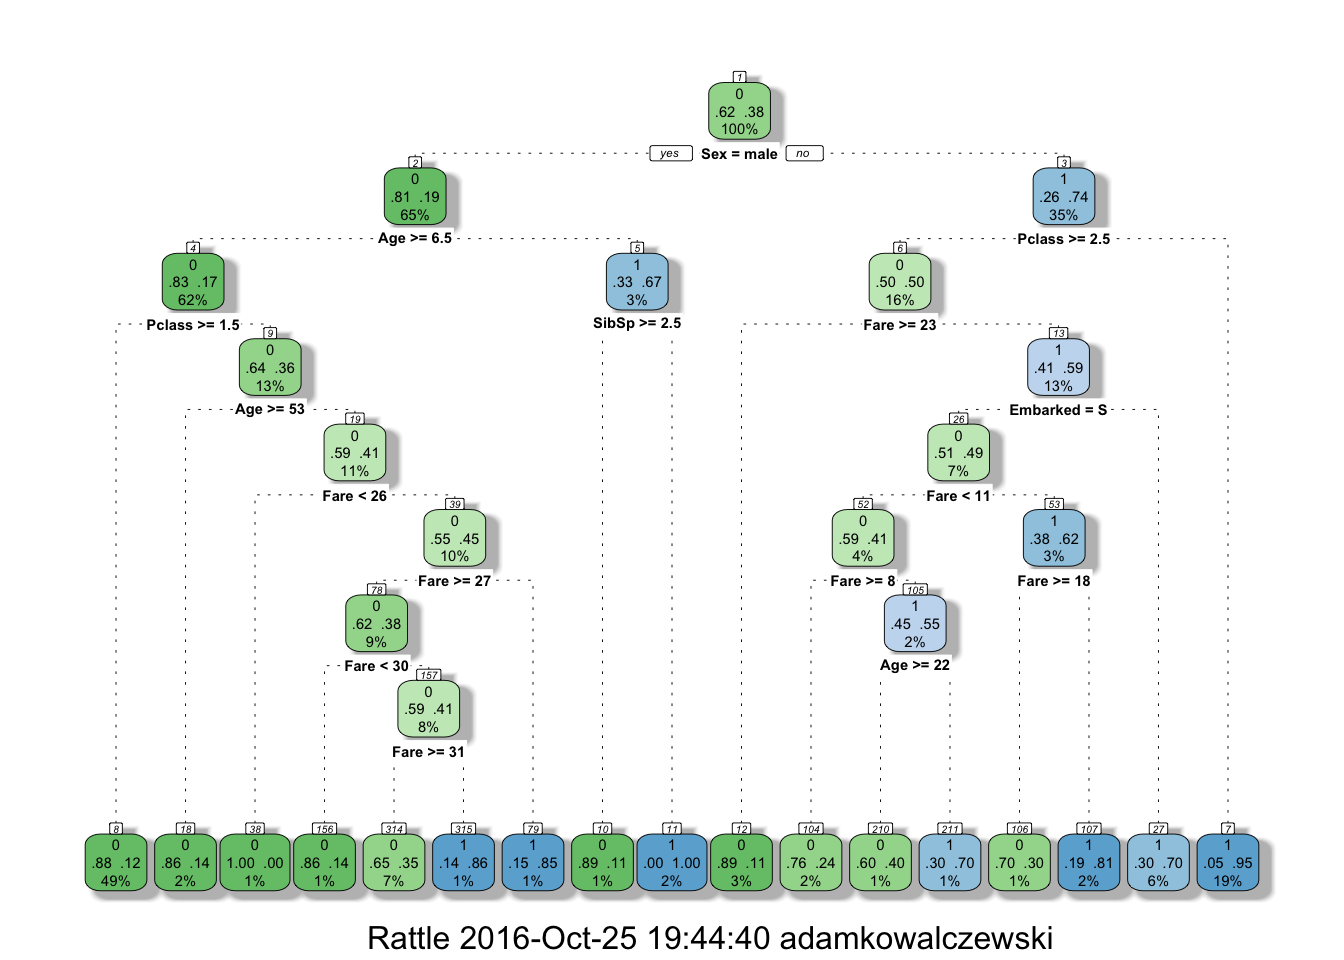 1
0
.62 .38
100%
yes Sex = male no
2 3
0 1
.81 .19 .26 .74
65% 35%
Age >= 6.5 Pclass >= 2.5
4 5 6
0 1 0
.83 .17 .33 .67 .50 .50
62% 3% 16%
Pclass >= 1.5 SibSp >= 2.5 Fare >= 23
9 13
0 1
.64 .36 .41 .59
13% 13%
Age >= 53 Embarked = S
19 26
0 0
.59 .41 .51 .49
11% 7%
Fare < 26 Fare < 11
39 52 53
0 0 1
.55 .45 .59 .41 .38 .62
10% 4% 3%
Fare >= 27 Fare >= 8 Fare >= 18
78 105
0 1
.62 .38 .45 .55
9% 2%
Fare < 30 Age >= 22
157
0
.59 .41
8%
Fare >= 31
8 18 38 156 314 315 79 10 11 12 104 210 211 106 107 27 7
0 0 0 0 0 1 1 0 1 0 0 0 1 0 1 1 1
.88 .12 .86 .14 1.00 .00 .86 .14 .65 .35 .14 .86 .15 .85 .89 .11 .00 1.00 .89 .11 .76 .24 .60 .40 .30 .70 .70 .30 .19 .81 .30 .70 .05 .95
49% 2% 1% 1% 7% 1% 1% 1% 2% 3% 2% 1% 1% 1% 2% 6% 19%
Rattle 2016-Oct-25 19:44:40 adamkowalczewski